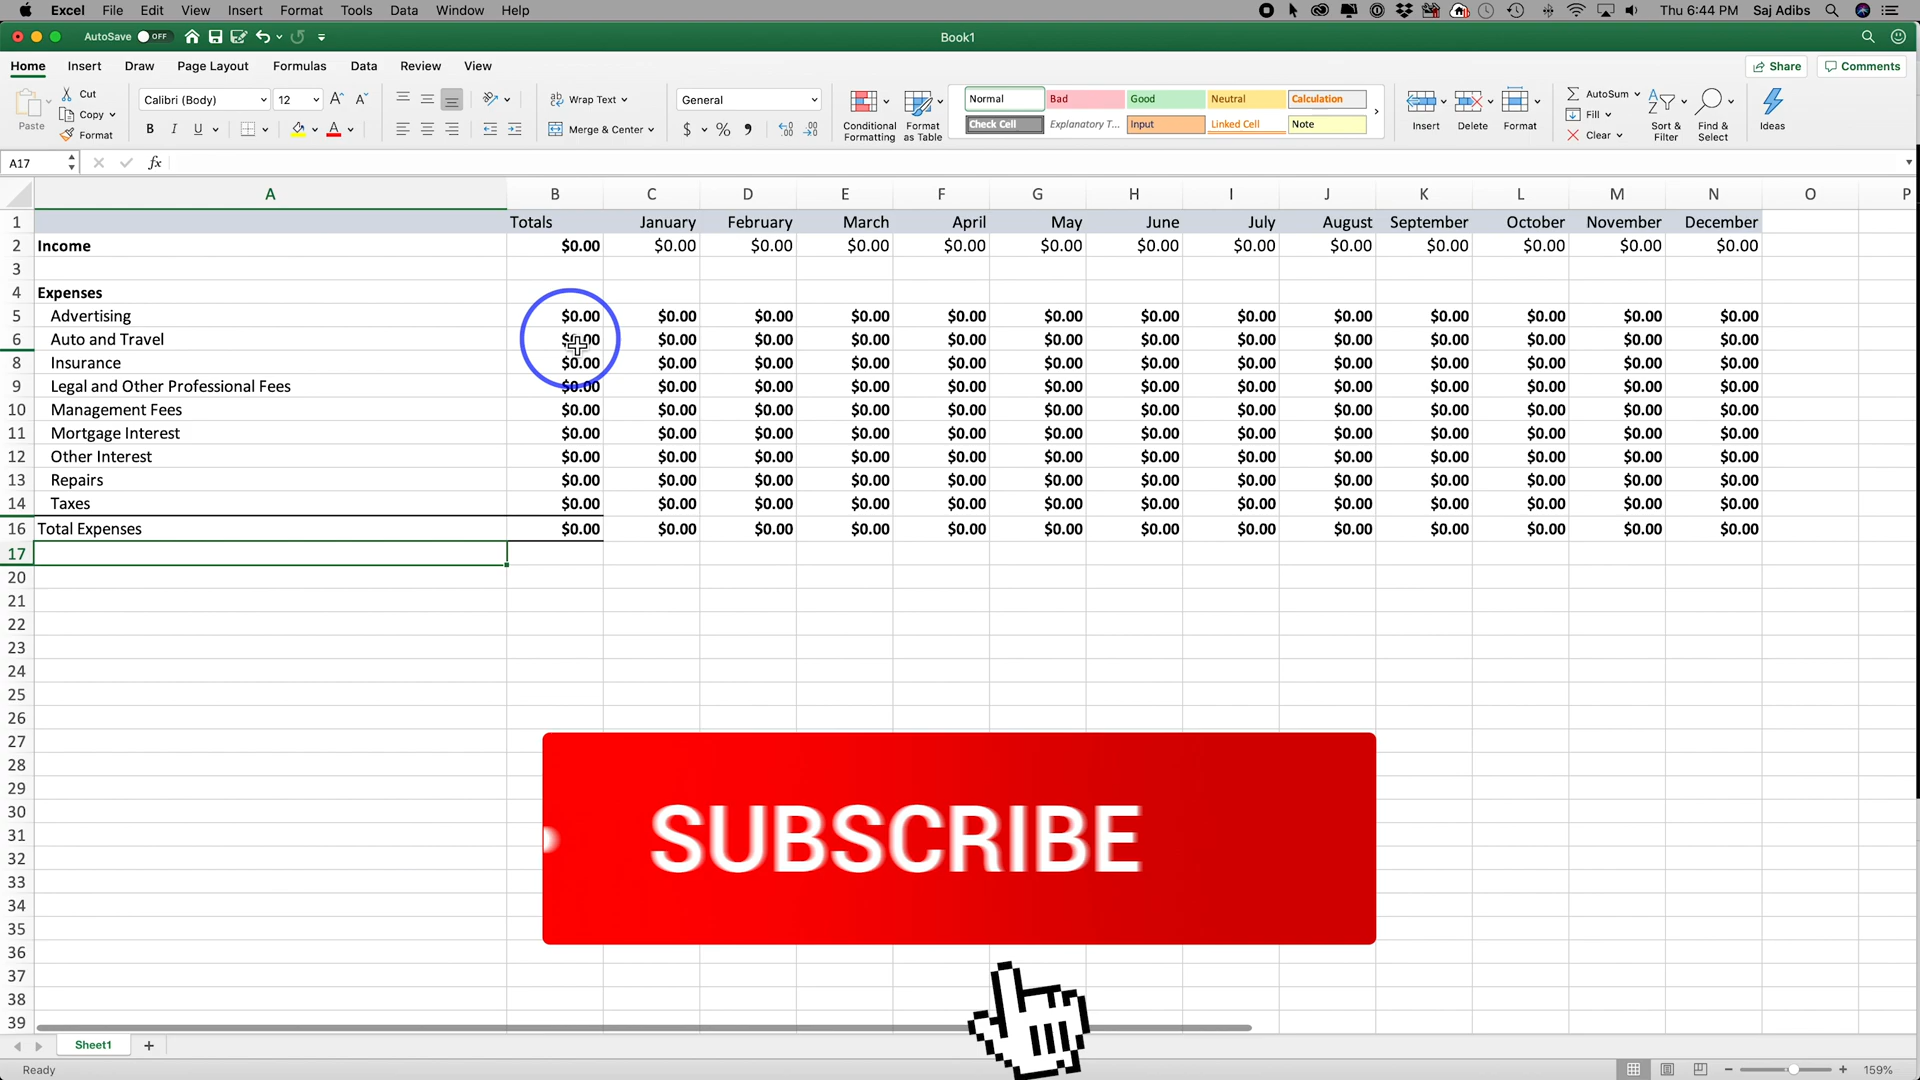 Excel File Edit View Insert Format Tools Data Window Help Thu 6:44 PM Saj Adibs
AutoSave OFF Book1
Home Insert Draw Page Layout Formulas Data Review View Share Comments
Paste Cut Copy Format
Calibri (Body) 12 A A
B I U A
Wrap Text
Merge & Center
General
$ %
Conditional Formatting
Format as Table
Normal Bad Good Neutral Calculation
Check Cell Explanatory T... Input Linked Cell Note
Insert Delete Format
AutoSum
Fill
Clear
Sort & Filter
Find & Select
Ideas
A17 fx
A B C D E F G H I J K L M N O P
1 Totals January February March April May June July August September October November December
2 Income $0.00 $0.00 $0.00 $0.00 $0.00 $0.00 $0.00 $0.00 $0.00 $0.00 $0.00 $0.00 $0.00
3
4 Expenses
5 Advertising $0.00 $0.00 $0.00 $0.00 $0.00 $0.00 $0.00 $0.00 $0.00 $0.00 $0.00 $0.00 $0.00
6 Auto and Travel $0.00 $0.00 $0.00 $0.00 $0.00 $0.00 $0.00 $0.00 $0.00 $0.00 $0.00 $0.00 $0.00
8 Insurance $0.00 $0.00 $0.00 $0.00 $0.00 $0.00 $0.00 $0.00 $0.00 $0.00 $0.00 $0.00 $0.00
9 Legal and Other Professional Fees $0.00 $0.00 $0.00 $0.00 $0.00 $0.00 $0.00 $0.00 $0.00 $0.00 $0.00 $0.00 $0.00
10 Management Fees $0.00 $0.00 $0.00 $0.00 $0.00 $0.00 $0.00 $0.00 $0.00 $0.00 $0.00 $0.00 $0.00
11 Mortgage Interest $0.00 $0.00 $0.00 $0.00 $0.00 $0.00 $0.00 $0.00 $0.00 $0.00 $0.00 $0.00 $0.00
12 Other Interest $0.00 $0.00 $0.00 $0.00 $0.00 $0.00 $0.00 $0.00 $0.00 $0.00 $0.00 $0.00 $0.00
13 Repairs $0.00 $0.00 $0.00 $0.00 $0.00 $0.00 $0.00 $0.00 $0.00 $0.00 $0.00 $0.00 $0.00
14 Taxes $0.00 $0.00 $0.00 $0.00 $0.00 $0.00 $0.00 $0.00 $0.00 $0.00 $0.00 $0.00 $0.00
16 Total Expenses $0.00 $0.00 $0.00 $0.00 $0.00 $0.00 $0.00 $0.00 $0.00 $0.00 $0.00 $0.00 $0.00
17
20
21
22
23
24
25
26
27
28
29
30
31
32
33
34
35
36
37
38
39
SUBSCRIBE
Sheet1 +
Ready 159%